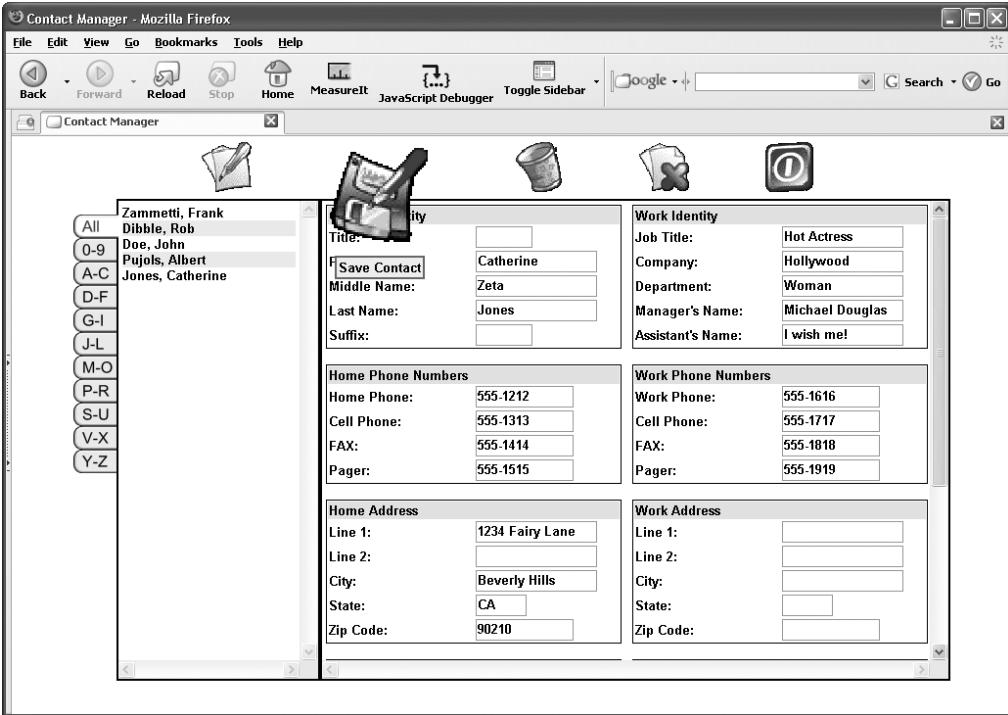 Contact Manager - Mozilla Firefox
File Edit View Go Bookmarks Tools Help
Back Forward Reload Stop Home MeasureIt JavaScript Debugger Toggle Sidebar Google Search Go
Contact Manager
All
0-9
A-C
D-F
G-I
J-L
M-O
P-R
S-U
V-X
Y-Z
Zammetti, Frank
Dibble, Rob
Doe, John
Pujols, Albert
Jones, Catherine
Title:
Save Contact
Catherine
Middle Name: Zeta
Last Name: Jones
Suffix:
Work Identity
Job Title: Hot Actress
Company: Hollywood
Department: Woman
Manager's Name: Michael Douglas
Assistant's Name: I wish me!
Home Phone Numbers
Home Phone: 555-1212
Cell Phone: 555-1313
FAX: 555-1414
Pager: 555-1515
Work Phone Numbers
Work Phone: 555-1616
Cell Phone: 555-1717
FAX: 555-1818
Pager: 555-1919
Home Address
Line 1: 1234 Fairy Lane
Line 2:
City: Beverly Hills
State: CA
Zip Code: 90210
Work Address
Line 1:
Line 2:
City:
State:
Zip Code: